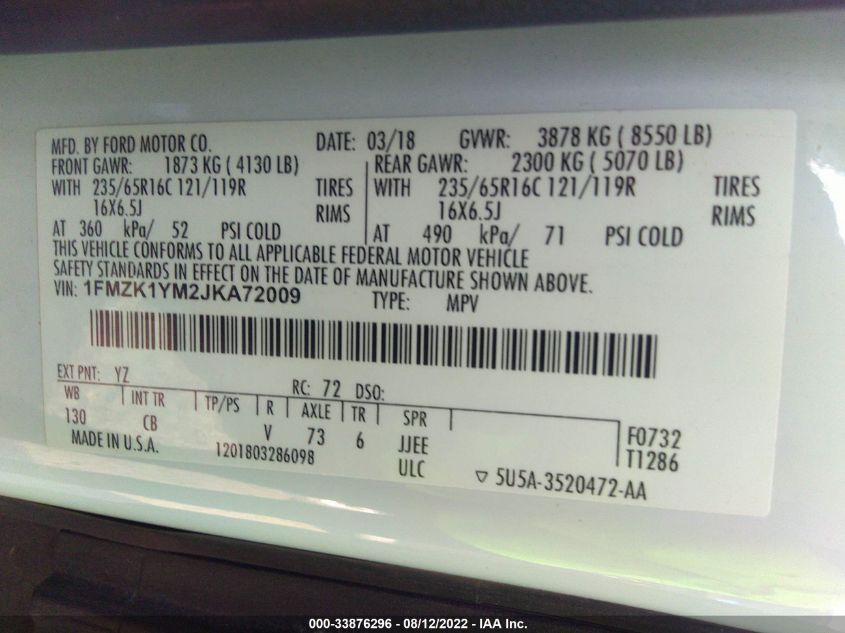 MFD. BY FORD MOTOR CO. DATE: 03/18 GVWR: 3878 KG ( 8550 LB)
FRONT GAWR: 1873 KG ( 4130 LB) REAR GAWR: 2300 KG ( 5070 LB)
WITH 235/65R16C 121/119R TIRES WITH 235/65R16C 121/119R TIRES
16X6.5J RIMS 16X6.5J RIMS
AT 360 kPa/ 52 PSI COLD AT 490 kPa/ 71 PSI COLD
THIS VEHICLE CONFORMS TO ALL APPLICABLE FEDERAL MOTOR VEHICLE
SAFETY STANDARDS IN EFFECT ON THE DATE OF MANUFACTURE SHOWN ABOVE.
VIN: 1FMZK1YM2JKA72009 TYPE: MPV
EXT PNT: YZ RC: 72 DSO:
WB INT TR TP/PS R AXLE TR SPR
130 CB V 73 6 JJEE F0732
MADE IN U.S.A. 1201803286098 ULC T1286
▽ 5U5A-3520472-AA
000-33876296 - 08/12/2022 - IAA Inc.